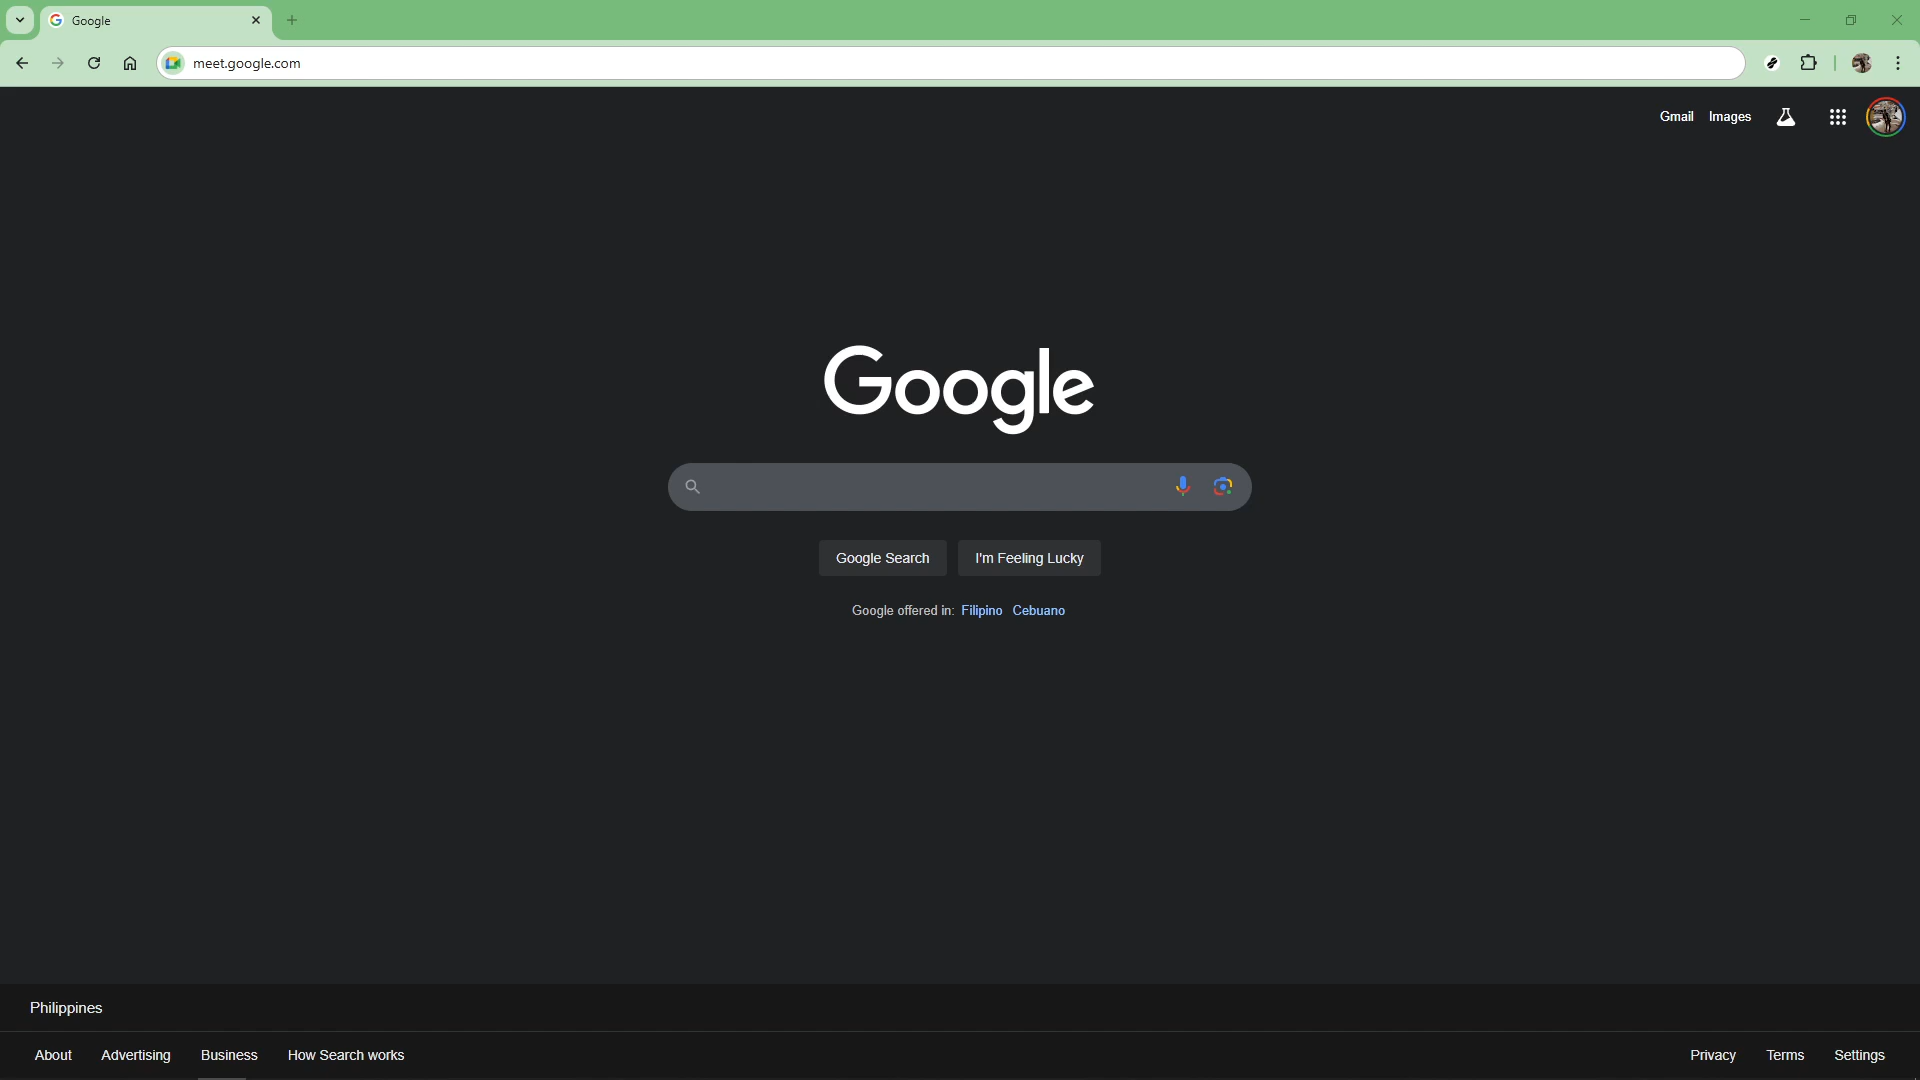 Google
meet.google.com
Gmail Images
Google
Google Search I'm Feeling Lucky
Google offered in: Filipino Cebuano
Philippines
About Advertising Business How Search works Privacy Terms Settings